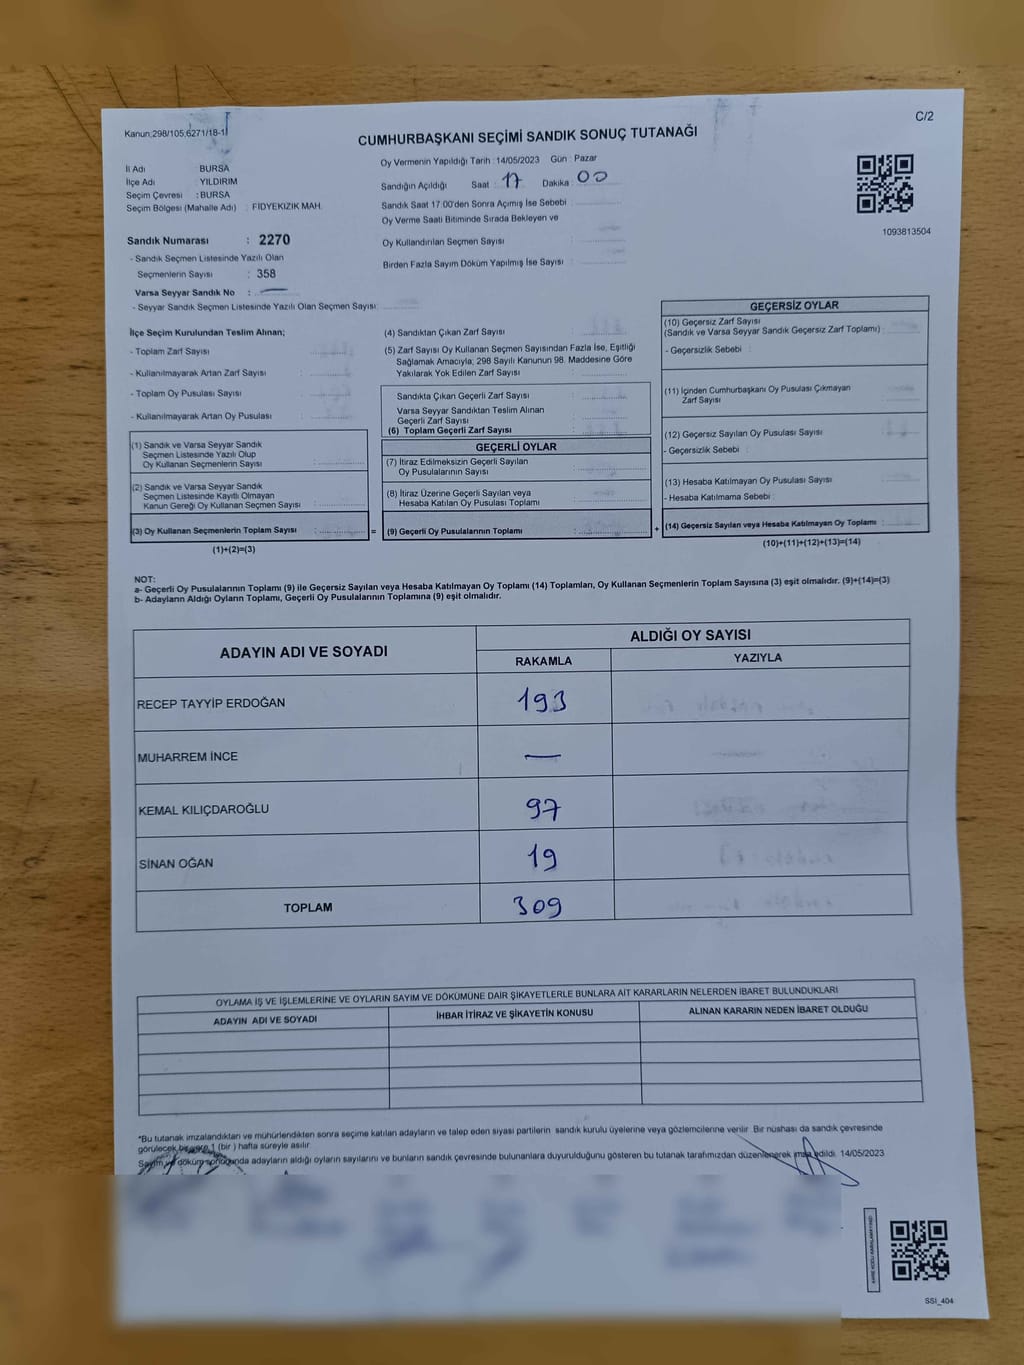 Kanun:298/105,6271/18-1
C/2
CUMHURBAŞKANI SEÇİMİ SANDIK SONUÇ TUTANAĞI
İl Adı BURSA
İlçe Adı YILDIRIM
Seçim Çevresi : BURSA
Seçim Bölgesi (Mahalle Adı) : FİDYEKIZIK MAH.
Oy Vermenin Yapıldığı Tarih : 14/05/2023 Gün : Pazar
Sandığın Açıldığı Saat : 17 Dakika : 00
Sandık Saat 17:00'den Sonra Açımış İse Sebebi :
Oy Verme Saati Bitiminde Sırada Bekleyen ve
Oy Kullandırılan Seçmen Sayısı :
Birden Fazla Sayım Döküm Yapılmış İse Sayısı :
1093813504
Sandık Numarası : 2270
- Sandık Seçmen Listesinde Yazılı Olan
Seçmenlerin Sayısı : 358
Varsa Seyyar Sandık No : —
- Seyyar Sandık Seçmen Listesinde Yazılı Olan Seçmen Sayısı:
İlçe Seçim Kurulundan Teslim Alınan;
- Toplam Zarf Sayısı :
- Kullanılmayarak Artan Zarf Sayısı :
- Toplam Oy Pusulası Sayısı :
- Kullanılmayarak Artan Oy Pusulası :
(1) Sandık ve Varsa Seyyar Sandık
Seçmen Listesinde Yazılı Olup
Oy Kullanan Seçmenlerin Sayısı :
(2) Sandık ve Varsa Seyyar Sandık
Seçmen Listesinde Kayıtlı Olmayan
Kanun Gereği Oy Kullanan Seçmen Sayısı :
(3) Oy Kullanan Seçmenlerin Toplam Sayısı : =
(1)+(2)=(3)
(4) Sandıktan Çıkan Zarf Sayısı :
(5) Zarf Sayısı Oy Kullanan Seçmen Sayısından Fazla İse, Eşitliği
Sağlamak Amacıyla; 298 Sayılı Kanunun 98. Maddesine Göre
Yakılarak Yok Edilen Zarf Sayısı :
Sandıkta Çıkan Geçerli Zarf Sayısı :
Varsa Seyyar Sandıktan Teslim Alınan
Geçerli Zarf Sayısı :
(6) Toplam Geçerli Zarf Sayısı :
GEÇERLİ OYLAR
(7) İtiraz Edilmeksizin Geçerli Sayılan
Oy Pusulalarının Sayısı :
(8) İtiraz Üzerine Geçerli Sayılan veya
Hesaba Katılan Oy Pusulası Toplamı :
(9) Geçerli Oy Pusulalarının Toplamı : +
GEÇERSİZ OYLAR
(10) Geçersiz Zarf Sayısı
(Sandık ve Varsa Seyyar Sandık Geçersiz Zarf Toplamı) :
- Geçersizlik Sebebi :
(11) İçinden Cumhurbaşkanı Oy Pusulası Çıkmayan
Zarf Sayısı :
(12) Geçersiz Sayılan Oy Pusulası Sayısı :
- Geçersizlik Sebebi :
(13) Hesaba Katılmayan Oy Pusulası Sayısı :
- Hesaba Katılmama Sebebi :
(14) Geçersiz Sayılan veya Hesaba Katılmayan Oy Toplamı :
(10)+(11)+(12)+(13)=(14)
NOT:
a- Geçerli Oy Pusulalarının Toplamı (9) ile Geçersiz Sayılan veya Hesaba Katılmayan Oy Toplamı (14) Toplamları, Oy Kullanan Seçmenlerin Toplam Sayısına (3) eşit olmalıdır. (9)+(14)=(3)
b- Adayların Aldığı Oyların Toplamı, Geçerli Oy Pusulalarının Toplamına (9) eşit olmalıdır.
ADAYIN ADI VE SOYADI
ALDIĞI OY SAYISI
RAKAMLA YAZIYLA
RECEP TAYYİP ERDOĞAN 193
MUHARREM İNCE —
KEMAL KILIÇDAROĞLU 97
SİNAN OĞAN 19
TOPLAM 309
OYLAMA İŞ VE İŞLEMLERİNE VE OYLARIN SAYIM VE DÖKÜMÜNE DAİR ŞİKAYETLERLE BUNLARA AİT KARARLARIN NELERDEN İBARET BULUNDUKLARI
ADAYIN ADI VE SOYADI İHBAR İTİRAZ VE ŞİKAYETİN KONUSU ALINAN KARARIN NEDEN İBARET OLDUĞU
*Bu tutanak imzalandıktan ve mühürlendikten sonra seçime katılan adayların ve talep eden siyasi partilerin sandık kurulu üyelerine veya gözlemcilerine verilir. Bir nüshası da sandık çevresinde
görülecek bir yere 1 (bir ) hafta süreyle asılır.
Sayım ve döküm sonucunda adayların aldığı oyların sayılarını ve bunların sandık çevresinde bulunanlara duyurulduğunu gösteren bu tutanak tarafımızdan düzenlenerek imza edildi. 14/05/2023
SSI_404